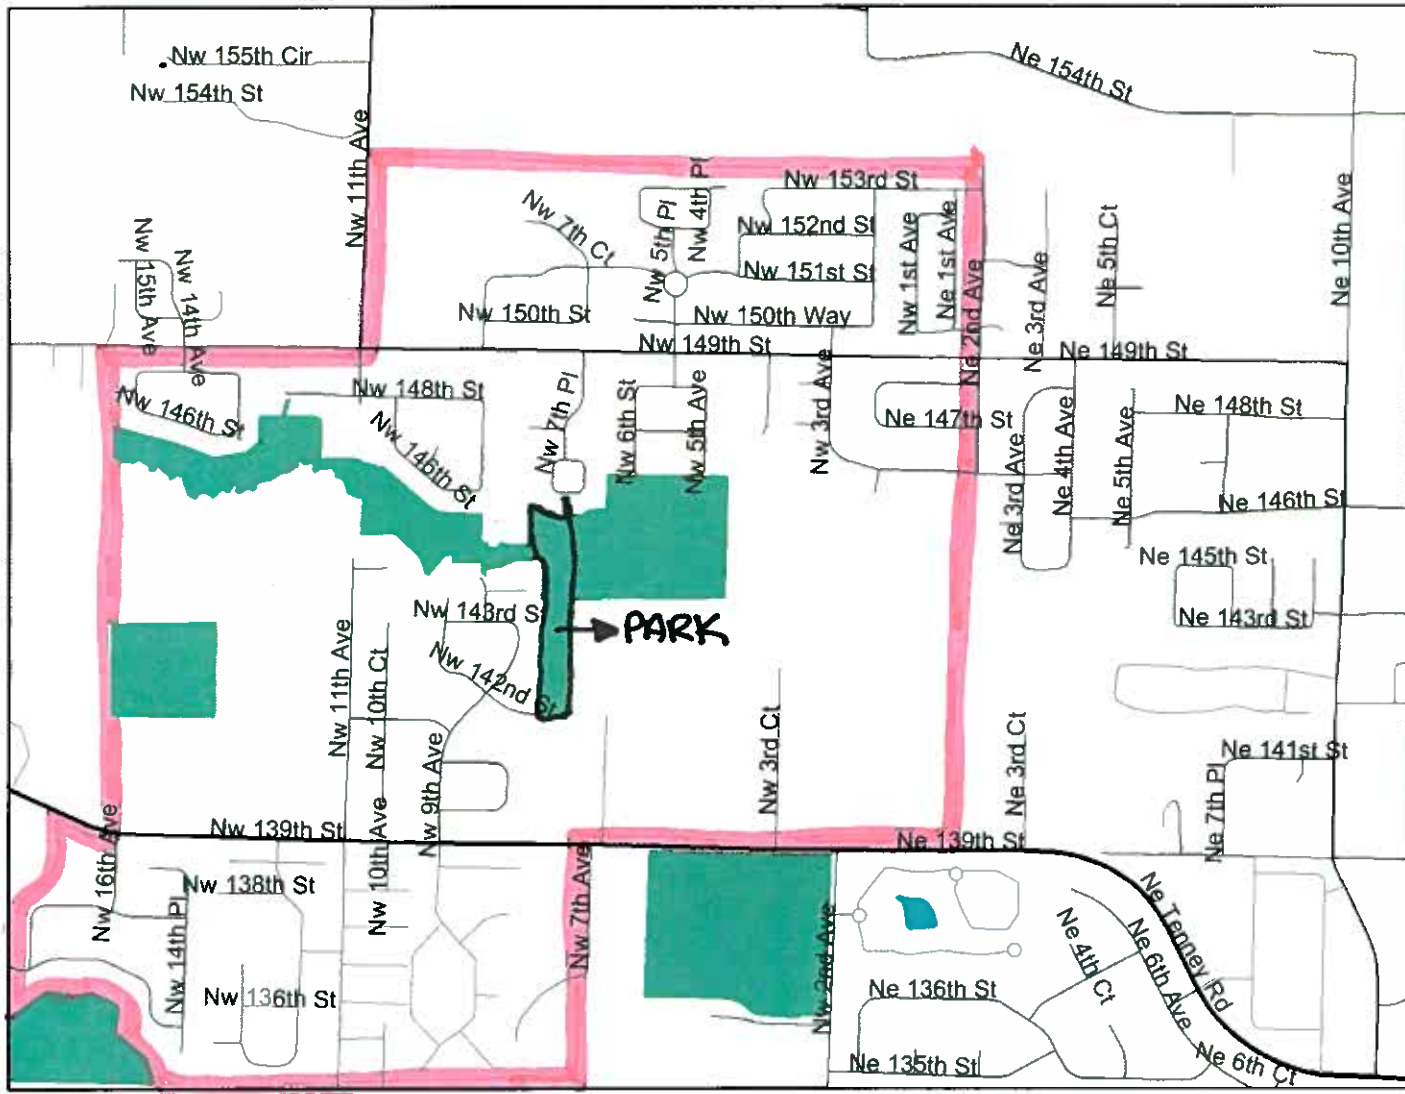 Nw 155th Cir
Ne 154th St
Nw 154th St
Nw 11th Ave
Nw 4th Pl
Nw 153rd St
Nw 7th Ct
Nw 5th Pl
Nw 152nd St
Nw 1st Ave
Ne 1st Ave
Ne 5th Ct
Ne 10th Ave
Nw 15th Ave
Nw 14th Ave
Nw 151st St
Ne 2nd Ave
Ne 3rd Ave
Nw 150th St
Nw 150th Way
Nw 149th St
Ne 149th St
Nw 146th St
Nw 148th St
Nw 7th Pl
Nw 6th St
Nw 5th Ave
Nw 3rd Ave
Ne 147th St
Ne 4th Ave
Ne 5th Ave
Ne 148th St
Nw 146th St
Ne 3rd Ave
Ne 146th St
Ne 145th St
Nw 143rd S
PARK
Ne 143rd St
Nw 11th Ave
Nw 10th Ct
Nw 142nd St
Nw 3rd Ct
Ne 3rd Ct
Ne 141st St
Ne 7th Pl
Nw 9th Ave
Nw 10th Ave
Nw 139th St
Ne 139th St
Nw 16th Ave
Nw 138th St
Nw 14th Pl
Nw 10th Ave
Nw 7th Ave
Nw 2nd Ave
Ne Tenney Rd
Ne 4th Ct
Ne 6th Ave
Nw 136th St
Ne 136th St
Ne 135th St
Ne 6th Ct